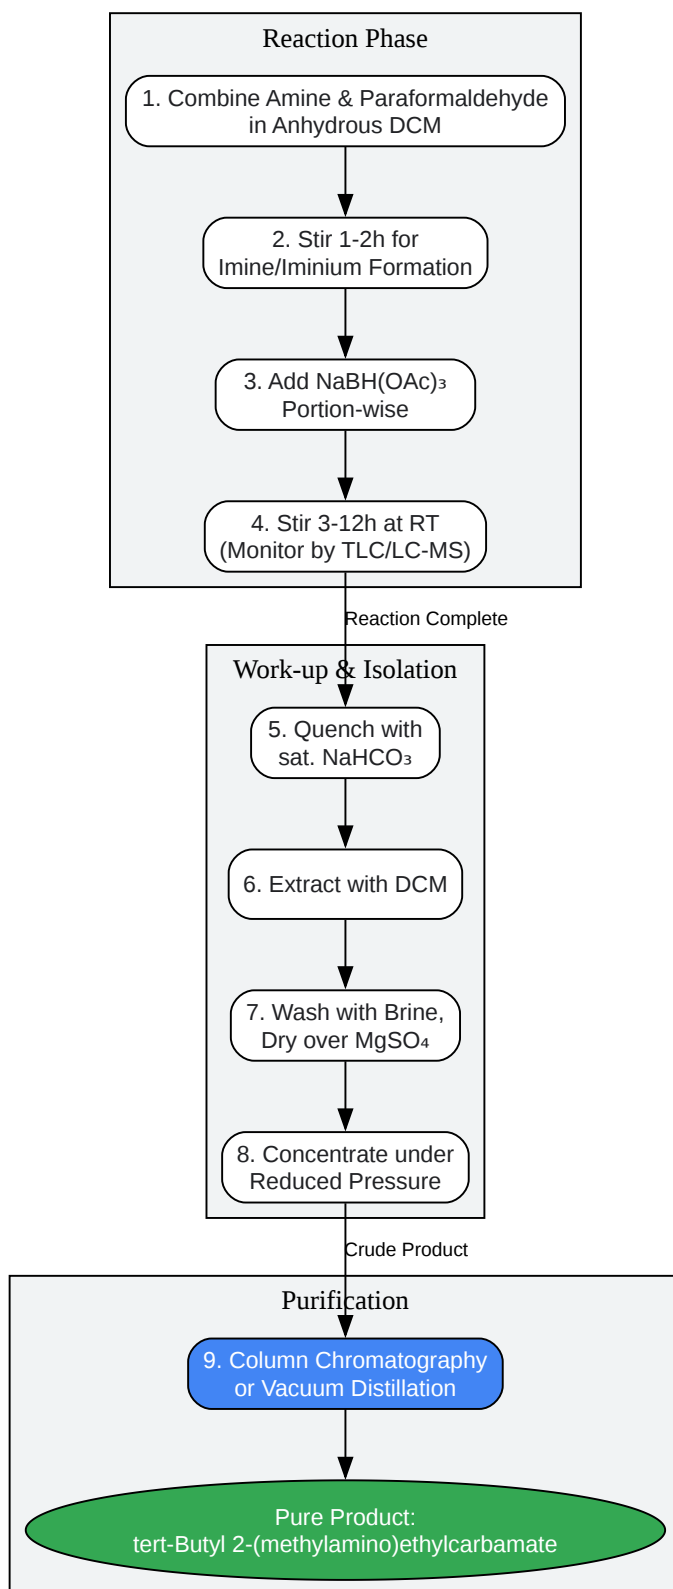 Reaction Phase
1. Combine Amine & Paraformaldehyde
in Anhydrous DCM
2. Stir 1-2h for
Imine/Iminium Formation
3. Add NaBH(OAc)₃
Portion-wise
4. Stir 3-12h at RT
(Monitor by TLC/LC-MS)
Reaction Complete
Work-up & Isolation
5. Quench with
sat. NaHCO₃
6. Extract with DCM
7. Wash with Brine,
Dry over MgSO₄
8. Concentrate under
Reduced Pressure
Crude Product
Purification
9. Column Chromatography
or Vacuum Distillation
Pure Product:
tert-Butyl 2-(methylamino)ethylcarbamate